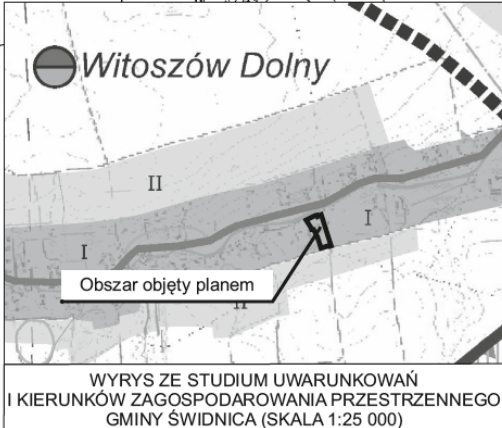 Witoszów Dolny
II
I
I
Obszar objęty planem
II
WYRYS ZE STUDIUM UWARUNKOWAŃ
I KIERUNKÓW ZAGOSPODAROWANIA PRZESTRZENNEGO
GMINY ŚWIDNICA (SKALA 1:25 000)